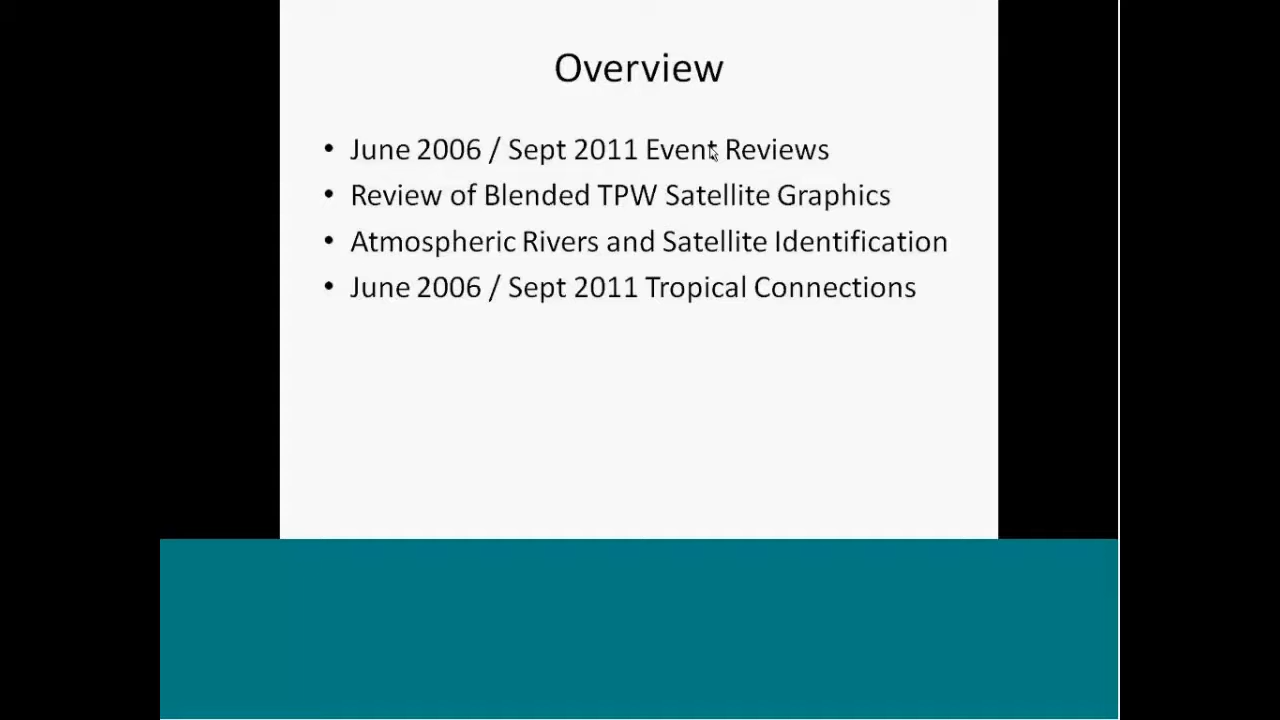 Overview
• June 2006 / Sept 2011 Event Reviews
• Review of Blended TPW Satellite Graphics
• Atmospheric Rivers and Satellite Identification
• June 2006 / Sept 2011 Tropical Connections